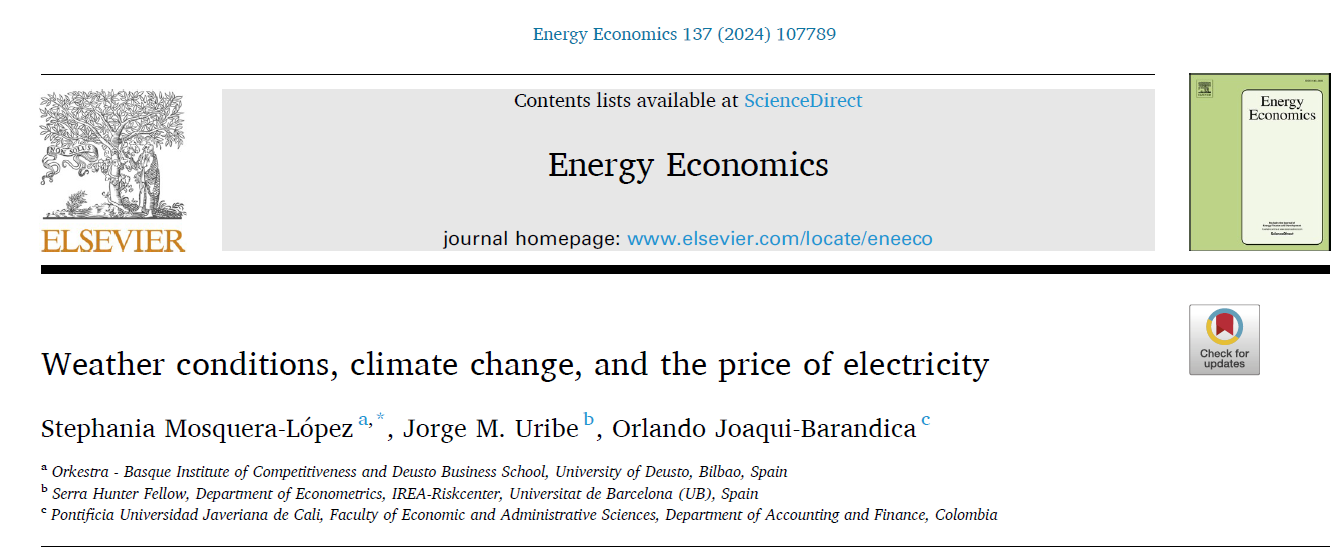 Energy Economics 137 (2024) 107789
Contents lists available at ScienceDirect
Energy Economics
journal homepage: www.elsevier.com/locate/eneeco
NON SOLUS
ELSEVIER
Energy
Economics
Check for
updates
Weather conditions, climate change, and the price of electricity
Stephania Mosquera-López a,*, Jorge M. Uribe b, Orlando Joaqui-Barandica c
a Orkestra - Basque Institute of Competitiveness and Deusto Business School, University of Deusto, Bilbao, Spain
b Serra Hunter Fellow, Department of Econometrics, IREA-Riskcenter, Universitat de Barcelona (UB), Spain
c Pontificia Universidad Javeriana de Cali, Faculty of Economic and Administrative Sciences, Department of Accounting and Finance, Colombia